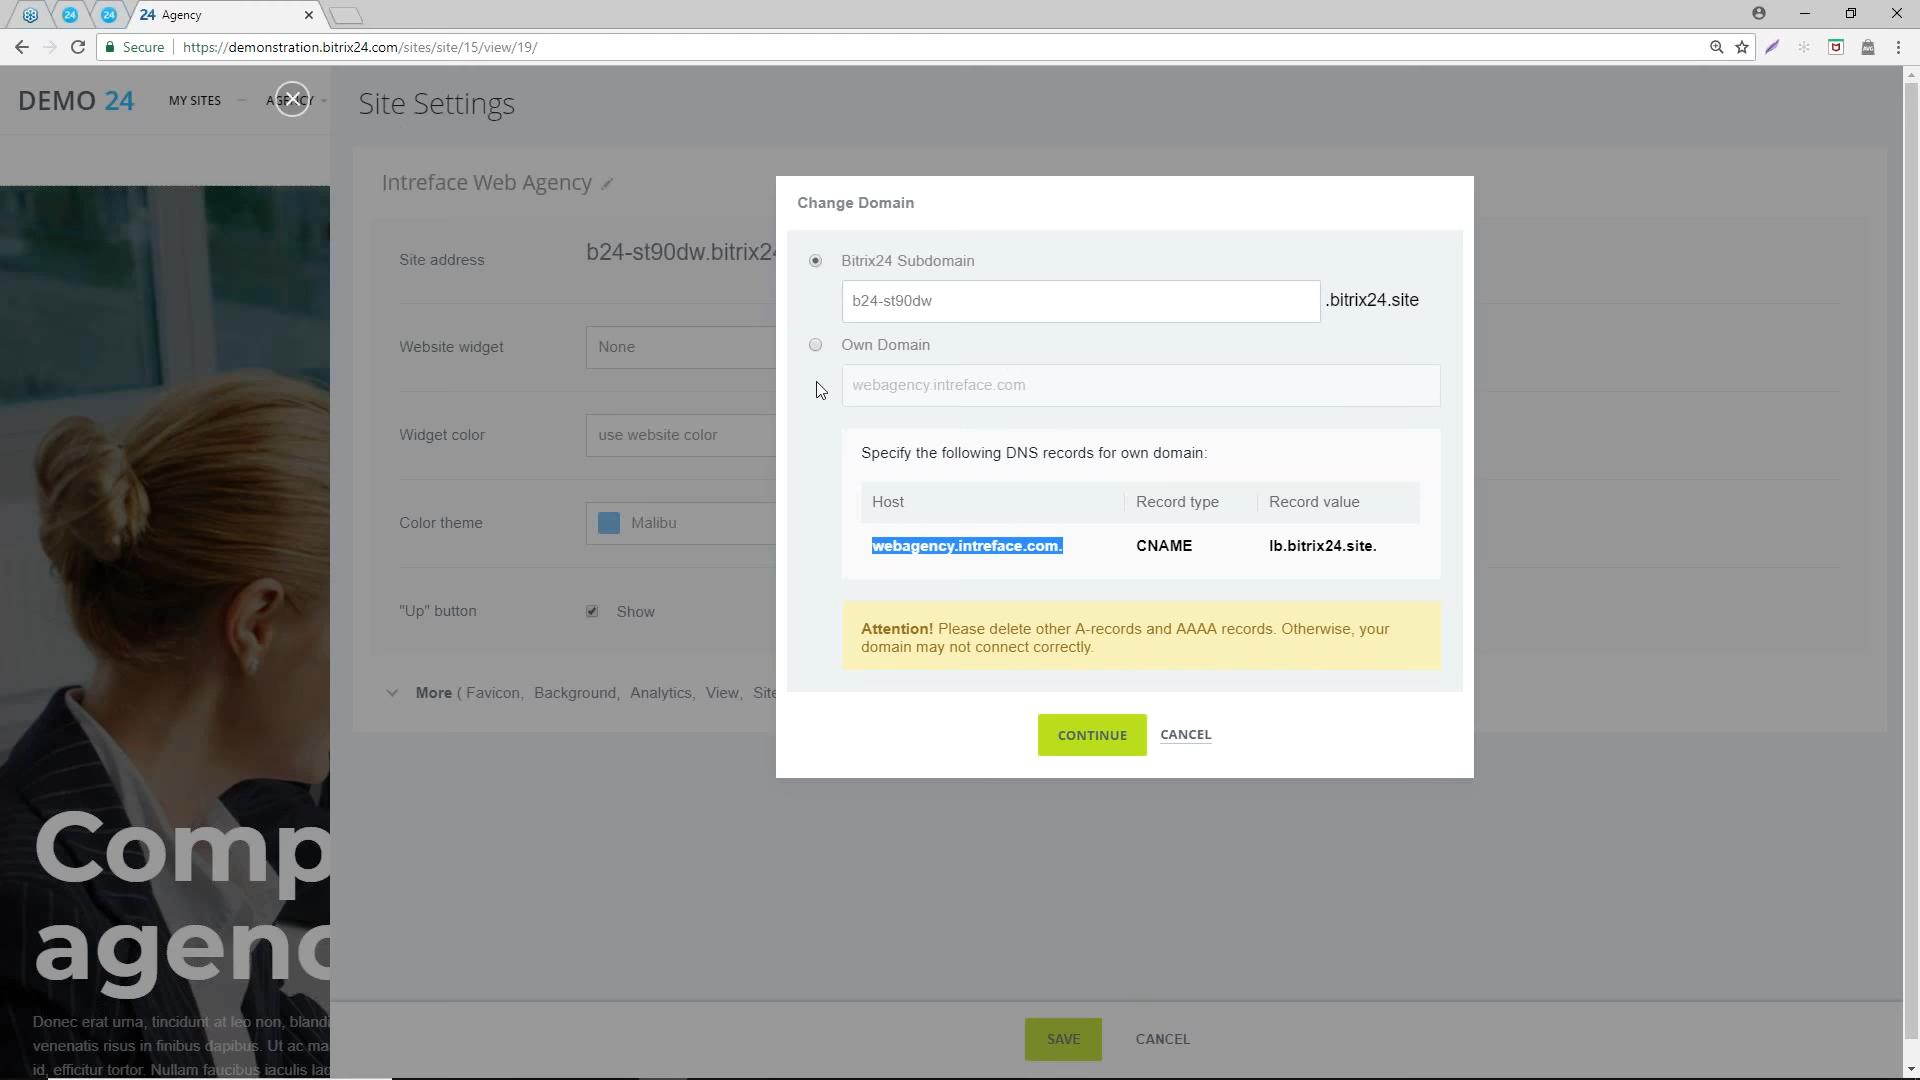 24 24 24 Agency
Secure https://demonstration.bitrix24.com/sites/site/15/view/19/
DEMO 24 MY SITES AGENCY
Site Settings
Intreface Web Agency
Site address b24-st90dw.bitrix24
Website widget None
Widget color use website color
Color theme Malibu
"Up" button Show
More ( Favicon, Background, Analytics, View, Site
Change Domain
Bitrix24 Subdomain
b24-st90dw .bitrix24.site
Own Domain
webagency.intreface.com
Specify the following DNS records for own domain:
Host Record type Record value
webagency.intreface.com. CNAME lb.bitrix24.site.
Attention! Please delete other A-records and AAAA records. Otherwise, your
domain may not connect correctly.
CONTINUE CANCEL
Comp
agenc
Donec erat urna, tincidunt at leo non, blandi
venenatis risus in finibus dapibus. Ut ac ma
id, efficitur tortor. Nullam faucibus iaculis lac
SAVE CANCEL